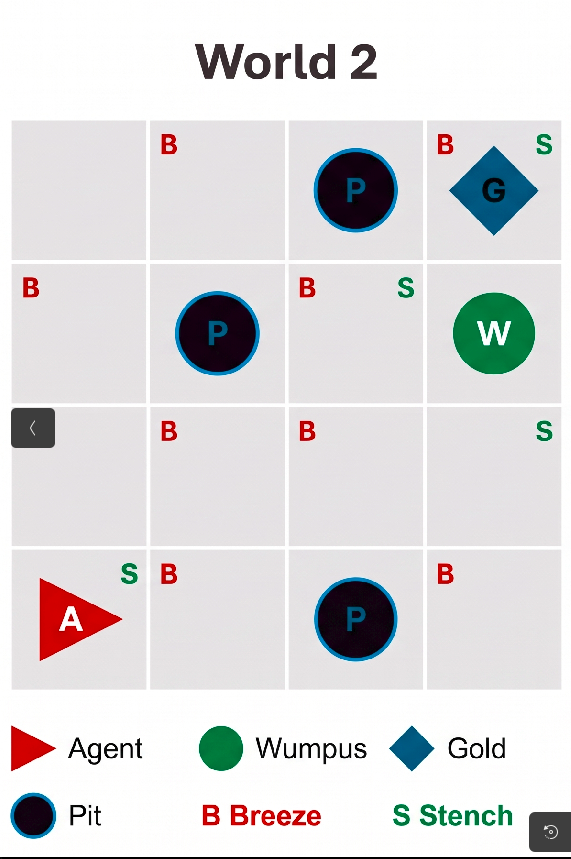 World 2
B P B G S
B P B S W
B B S
A S B P B
Agent Wumpus Gold
Pit B Breeze S Stench